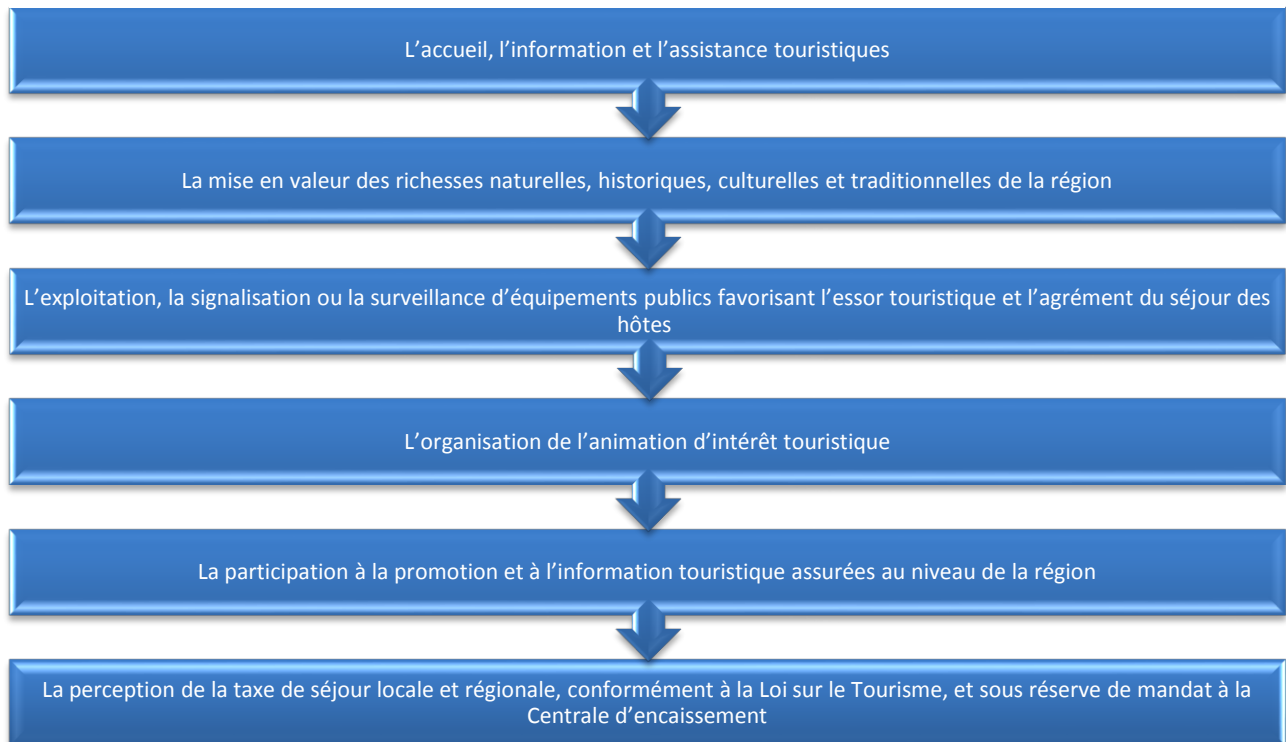 L’accueil, l’information et l’assistance touristiques
La mise en valeur des richesses naturelles, historiques, culturelles et traditionnelles de la région
L’exploitation, la signalisation ou la surveillance d’équipements publics favorisant l’essor touristique et l’agrément du séjour des
hôtes
L’organisation de l’animation d’intérêt touristique
La participation à la promotion et à l’information touristique assurées au niveau de la région
La perception de la taxe de séjour locale et régionale, conformément à la Loi sur le Tourisme, et sous réserve de mandat à la
Centrale d’encaissement